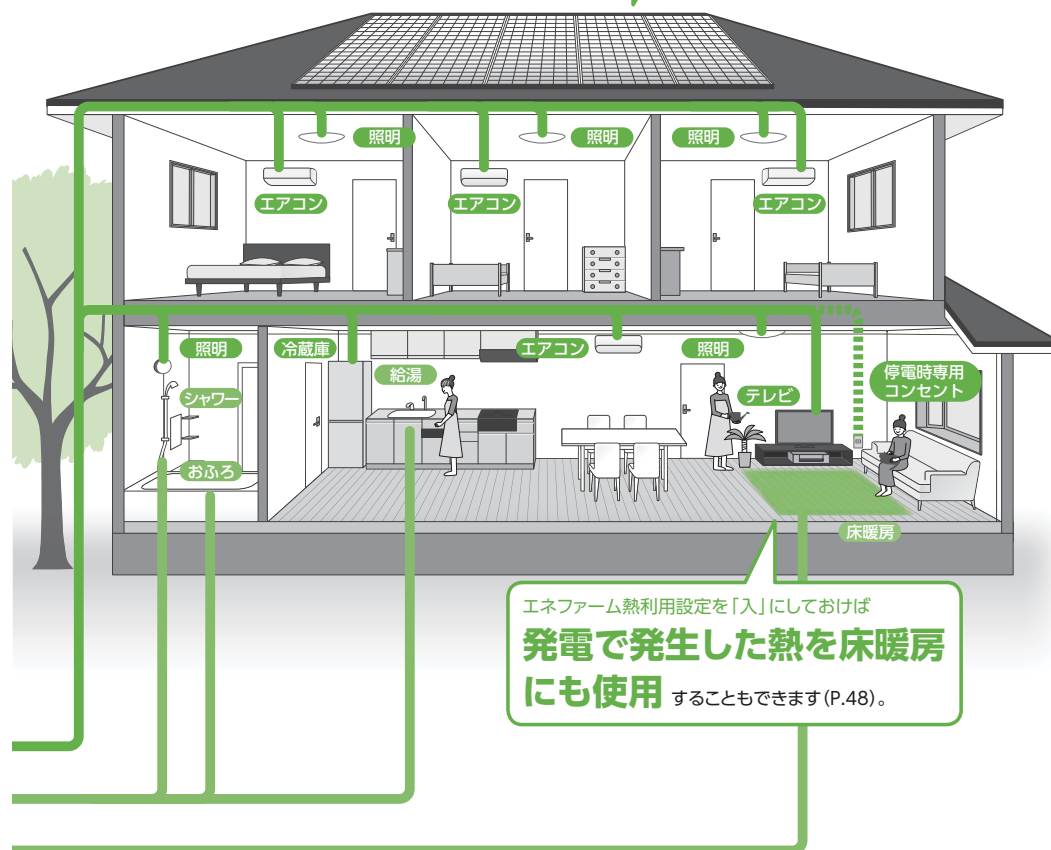 照明
照明
照明
エアコン
エアコン
エアコン
照明
冷蔵庫
エアコン
照明
給湯
シャワー
テレビ
停電時専用
コンセント
おふろ
床暖房
エネファーム熱利用設定を「入」にしておけば
発電で発生した熱を床暖房
にも使用 することもできます(P.48)。